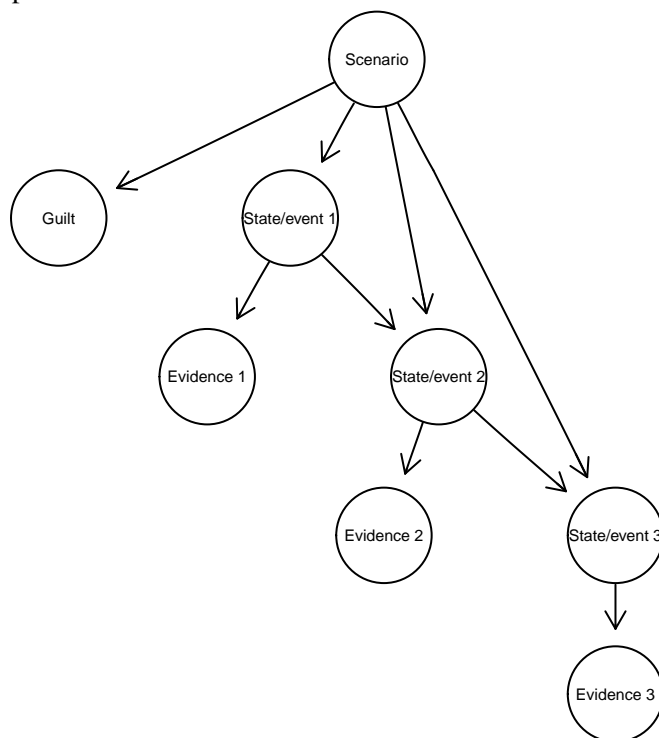 Scenario
Guilt
State/event 1
Evidence 1
State/event 2
Evidence 2
State/event 3
Evidence 3